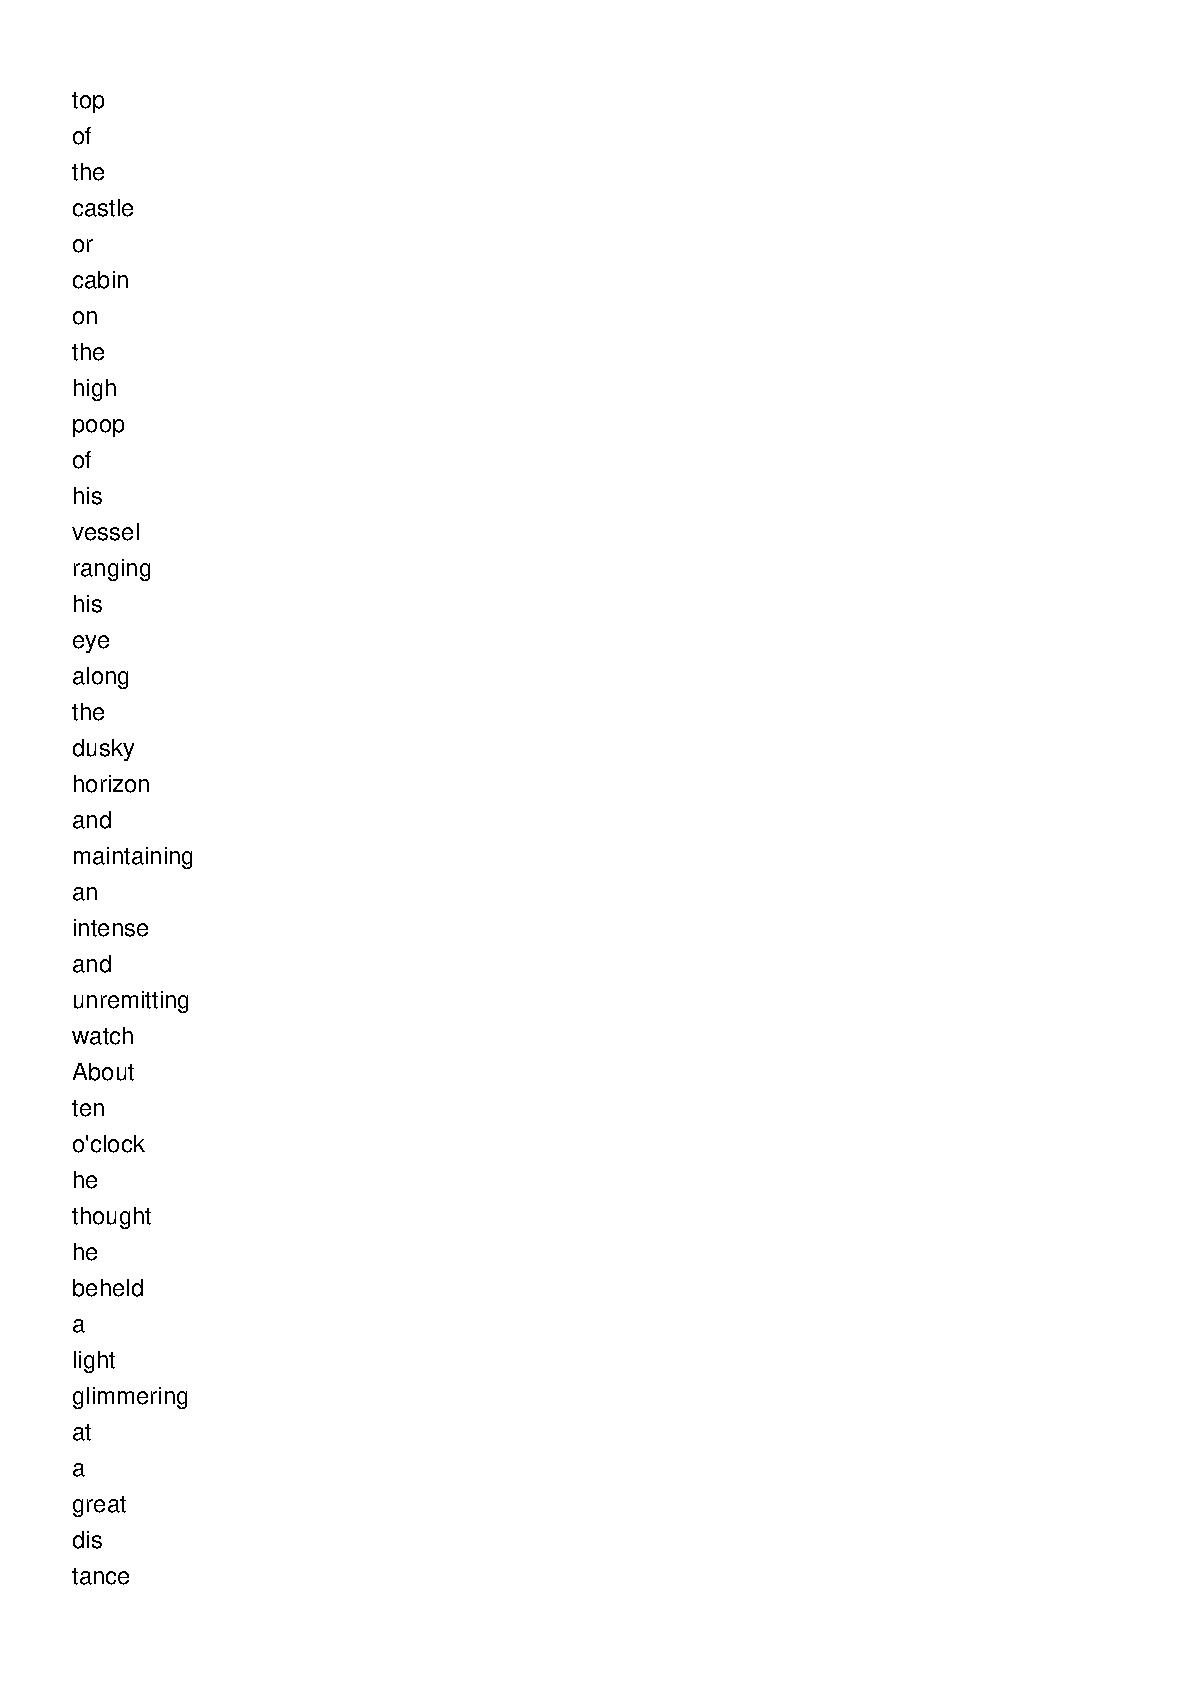 top
of
the
castle
or
cabin
on
the
high
poop
of
his
vessel
ranging
his
eye
along
the
dusky
horizon
and
maintaining
an
intense
and
unremitting
watch
About
ten
o'clock
he
thought
he
beheld
a
light
glimmering
at
a
great
dis
tance